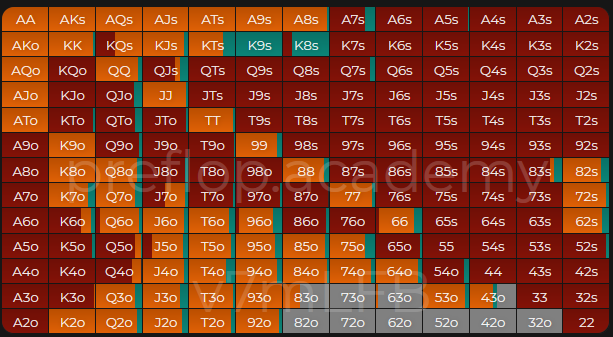 AA AKs AQs AJs ATs A9s A8s A7s A6s A5s A4s A3s A2s
AKo KK KQs KJs KTs K9s K8s K7s K6s K5s K4s K3s K2s
AQo KQo QQ QJs QTs Q9s Q8s Q7s Q6s Q5s Q4s Q3s Q2s
AJo KJo QJo JJ JTs J9s J8s J7s J6s J5s J4s J3s J2s
ATo KTo QTo JTo TT T9s T8s T7s T6s T5s T4s T3s T2s
A9o K9o Q9o J9o T9o 99 98s 97s 96s 95s 94s 93s 92s
A8o K8o Q8o J8o T8o 98o 88 87s 86s 85s 84s 83s 82s
preflop.academy
A7o K7o Q7o J7o T7o 97o 87o 77 76s 75s 74s 73s 72s
A6o K6o Q6o J6o T6o 96o 86o 76o 66 65s 64s 63s 62s
A5o K5o Q5o J5o T5o 95o 85o 75o 65o 55 54s 53s 52s
A4o K4o Q4o J4o T4o 94o 84o 74o 64o 54o 44 43s 42s
v7mLFB
A3o K3o Q3o J3o T3o 93o 83o 73o 63o 53o 43o 33 32s
A2o K2o Q2o J2o T2o 92o 82o 72o 62o 52o 42o 32o 22